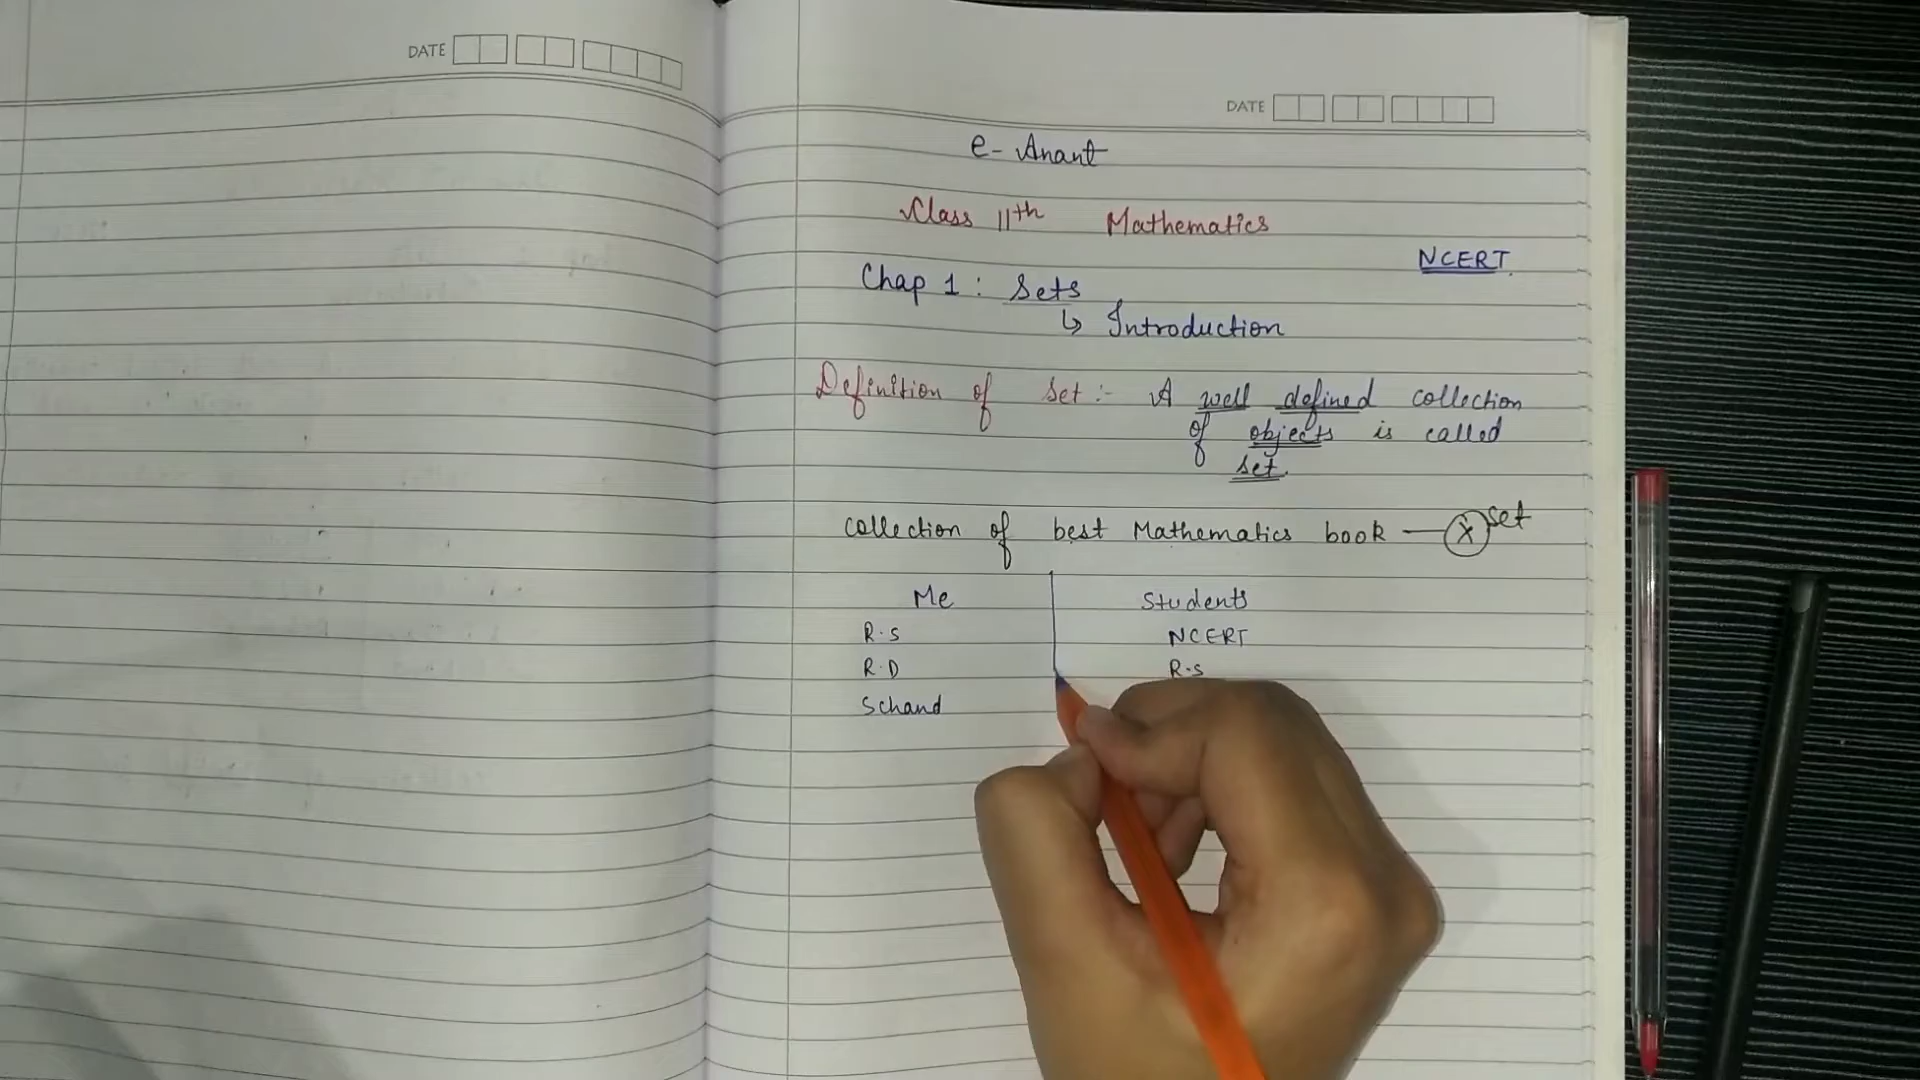 DATE
DATE
e- Anant
Class 11th Mathematics
NCERT.
Chap 1 : Sets
↳ Introduction
Definition of set :- A well defined collection
of objects is called
set.
collection of best Mathematics book — X set
Me Students
R.S NCERT
R.D R.S
Schand